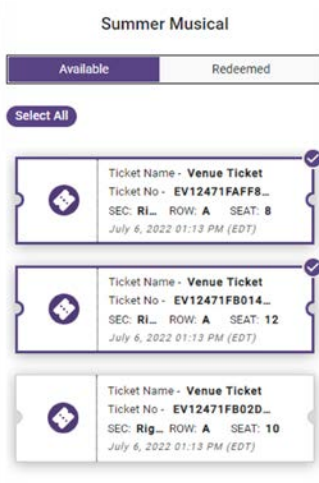 Summer Musical
Available Redeemed
Select All
Ticket Name - Venue Ticket
Ticket No - EV12471FAFF8...
SEC: Ri... ROW: A SEAT: 8
July 6, 2022 01:13 PM (EDT)
Ticket Name - Venue Ticket
Ticket No - EV12471FB014...
SEC: Ri... ROW: A SEAT: 12
July 6, 2022 01:13 PM (EDT)
Ticket Name - Venue Ticket
Ticket No - EV12471FB02D...
SEC: Rig... ROW: A SEAT: 10
July 6, 2022 01:13 PM (EDT)